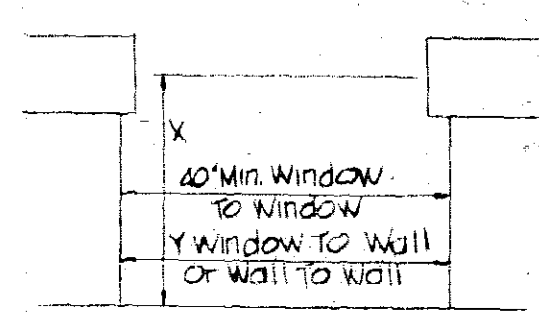 X
40' Min. Window
To Window
Y Window To Wall
Or Wall To Wall